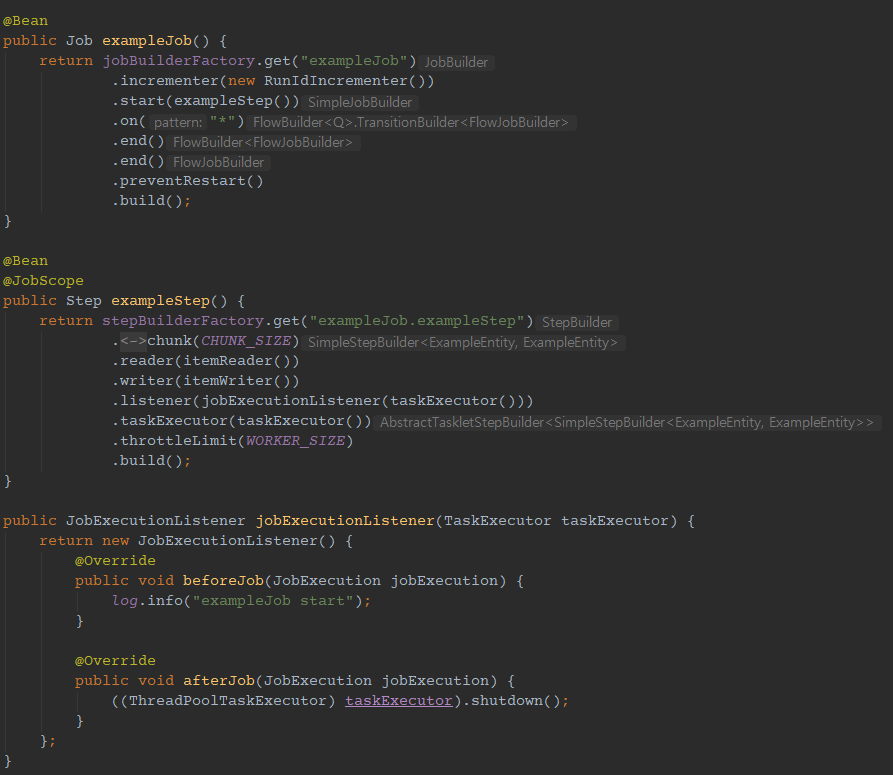 @Bean
public Job exampleJob() {
    return jobBuilderFactory.get("exampleJob") JobBuilder
            .incrementer(new RunIdIncrementer())
            .start(exampleStep()) SimpleJobBuilder
            .on( pattern: "*") FlowBuilder<Q>.TransitionBuilder<FlowJobBuilder>
            .end() FlowBuilder<FlowJobBuilder>
            .end() FlowJobBuilder
            .preventRestart()
            .build();
}

@Bean
@JobScope
public Step exampleStep() {
    return stepBuilderFactory.get("exampleJob.exampleStep") StepBuilder
            .<~>chunk(CHUNK_SIZE) SimpleStepBuilder<ExampleEntity, ExampleEntity>
            .reader(itemReader())
            .writer(itemWriter())
            .listener(jobExecutionListener(taskExecutor()))
            .taskExecutor(taskExecutor()) AbstractTaskletStepBuilder<SimpleStepBuilder<ExampleEntity, ExampleEntity>>
            .throttleLimit(WORKER_SIZE)
            .build();
}

public JobExecutionListener jobExecutionListener(TaskExecutor taskExecutor) {
    return new JobExecutionListener() {
        @Override
        public void beforeJob(JobExecution jobExecution) {
            log.info("exampleJob start");
        }

        @Override
        public void afterJob(JobExecution jobExecution) {
            ((ThreadPoolTaskExecutor) taskExecutor).shutdown();
        }
    };
}